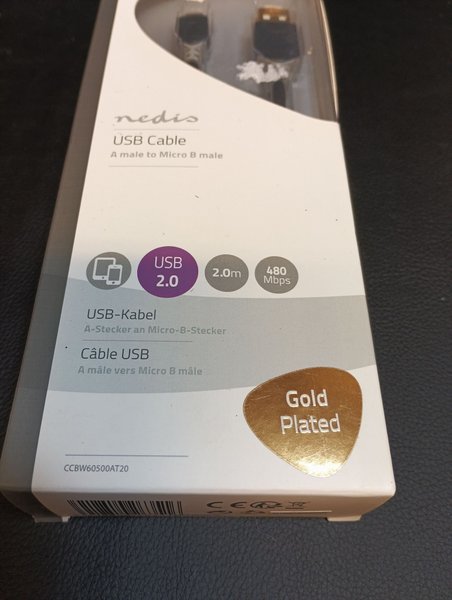 nedis
USB Cable
A male to Micro B male
USB 2.0
2.0m
480 Mbps
USB-Kabel
A-Stecker an Micro-B-Stecker
Câble USB
A mâle vers Micro B mâle
Gold
Plated
CCBW60500AT20
CE